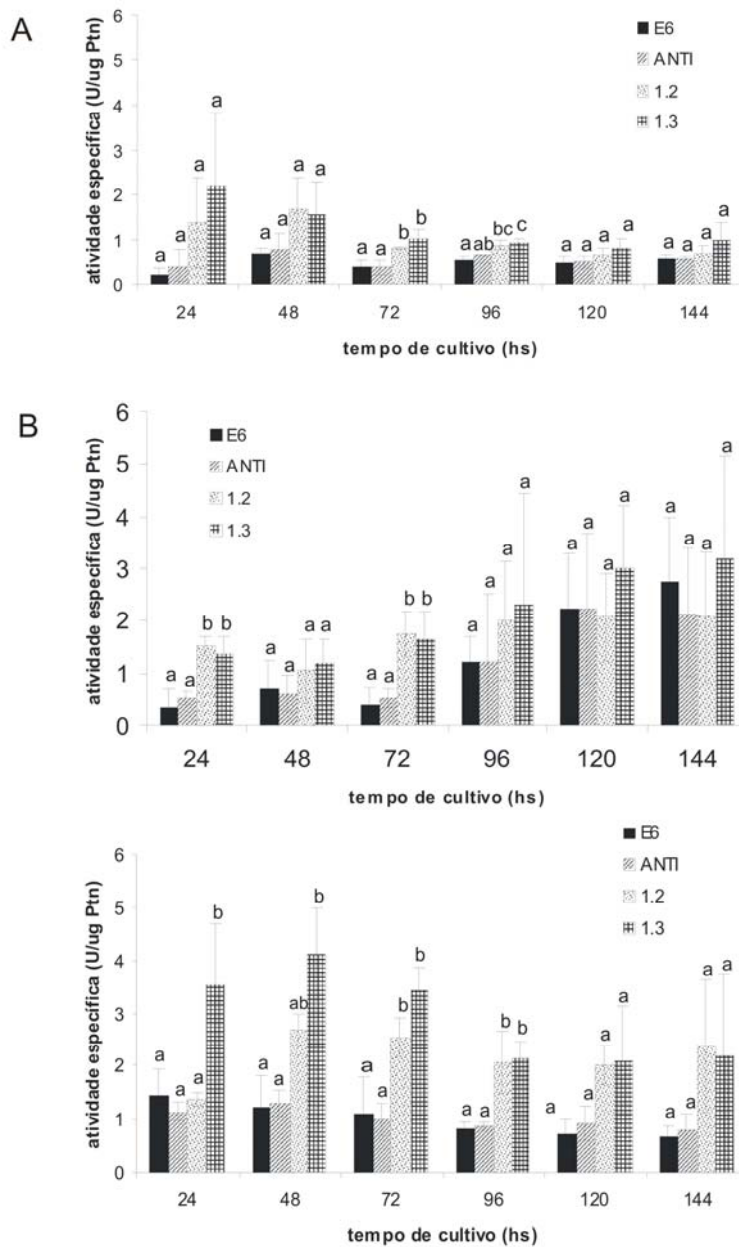 A
atividade específica (U/ug Ptn)
6
5
4
3
2
1
0
E6
ANTI
1.2
1.3
a a a a
a a a a
a a b b
a ab bc c
a a a a
a a a a
24 48 72 96 120 144
tempo de cultivo (hs)
B
atividade específica (U/ug Ptn)
6
5
4
3
2
1
0
E6
ANTI
1.2
1.3
a a b b
a a a a
a a b b
a a a a
a a a a
a a a a
24 48 72 96 120 144
tempo de cultivo (hs)
atividade específica (U/ug Ptn)
6
5
4
3
2
1
0
E6
ANTI
1.2
1.3
a a a b
a a ab b
a a b b
a a b b
a a a a
a a a a
24 48 72 96 120 144
tempo de cultivo (hs)